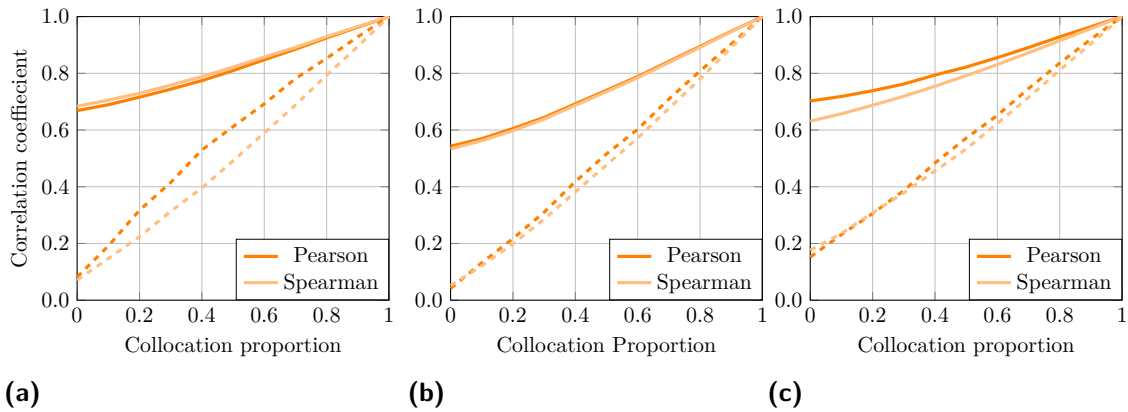 Correlation coeffiecient
1.0
0.8
0.6
0.4
0.2
0.0
0 0.2 0.4 0.6 0.8 1
Pearson
Spearman
Collocation proportion
(a)
1.0
0.8
0.6
0.4
0.2
0.0
0 0.2 0.4 0.6 0.8 1
Pearson
Spearman
Collocation Proportion
(b)
1.0
0.8
0.6
0.4
0.2
0.0
0 0.2 0.4 0.6 0.8 1
Pearson
Spearman
Collocation proportion
(c)